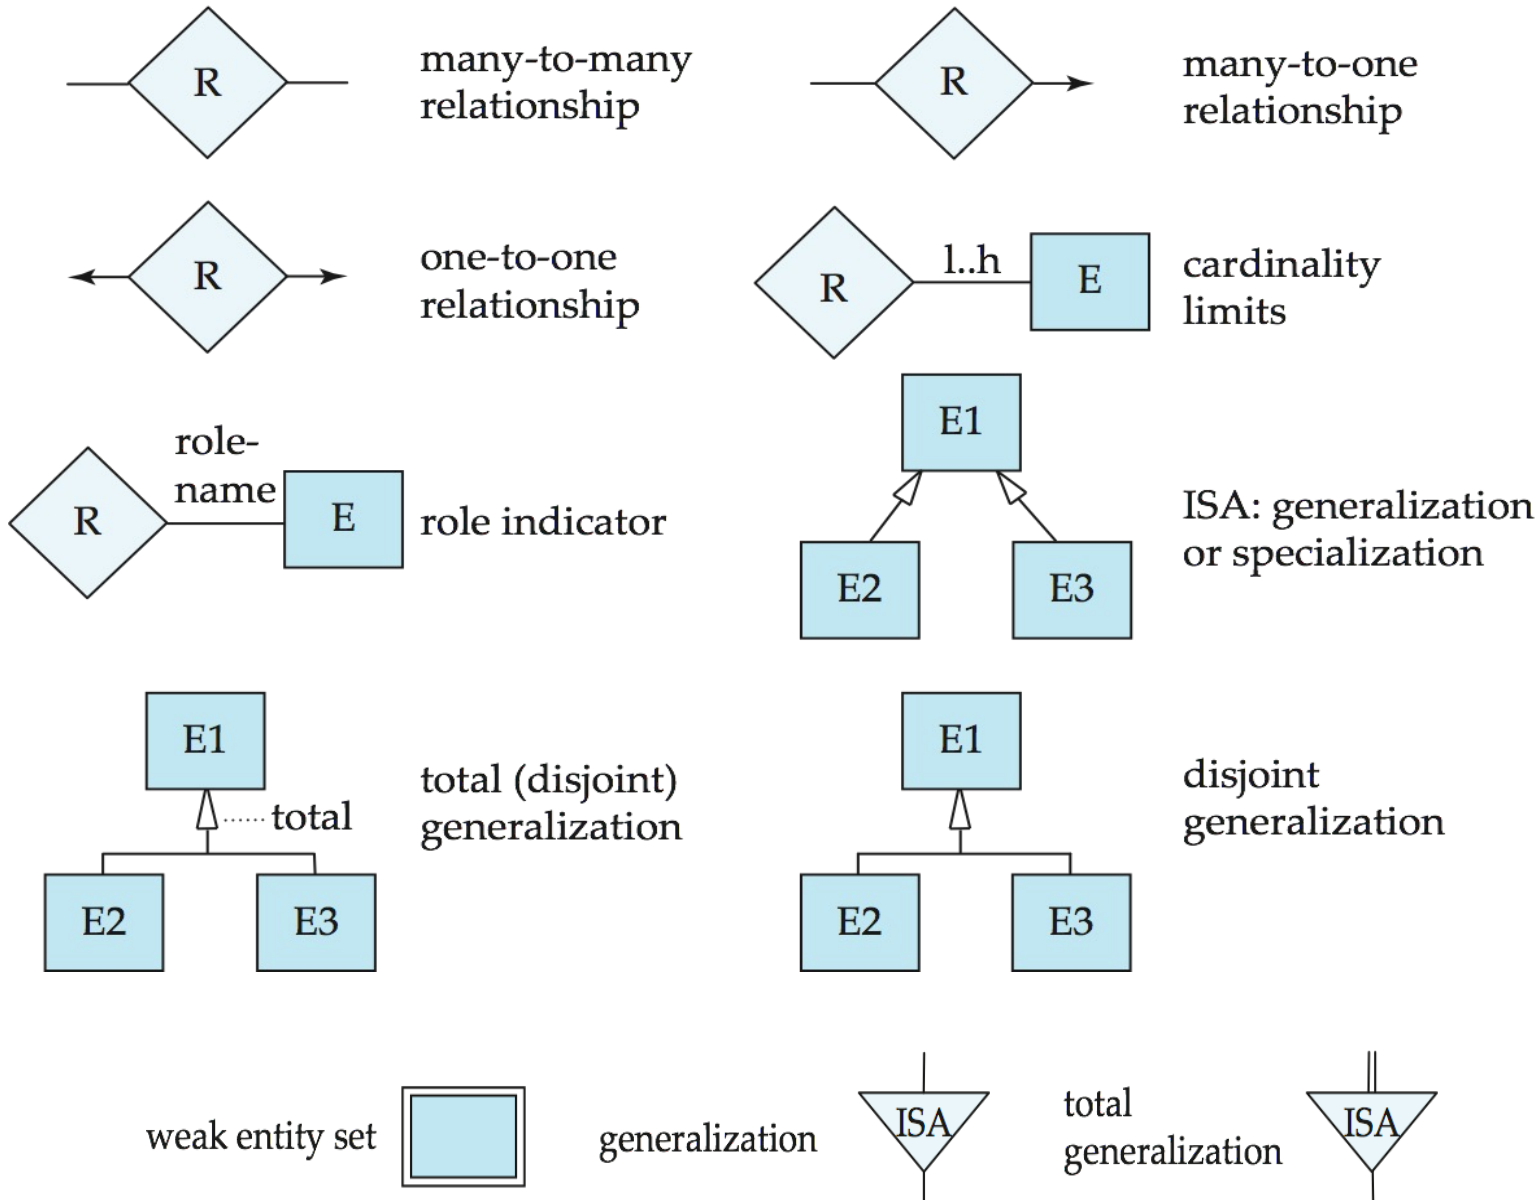 R
many-to-many
relationship
R
many-to-one
relationship
R
one-to-one
relationship
R
l..h
E
cardinality
limits
R
role-
name
E
role indicator
E1
E2
E3
ISA: generalization
or specialization
E1
total
E2
E3
total (disjoint)
generalization
E1
E2
E3
disjoint
generalization
weak entity set
generalization
ISA
total
generalization
ISA